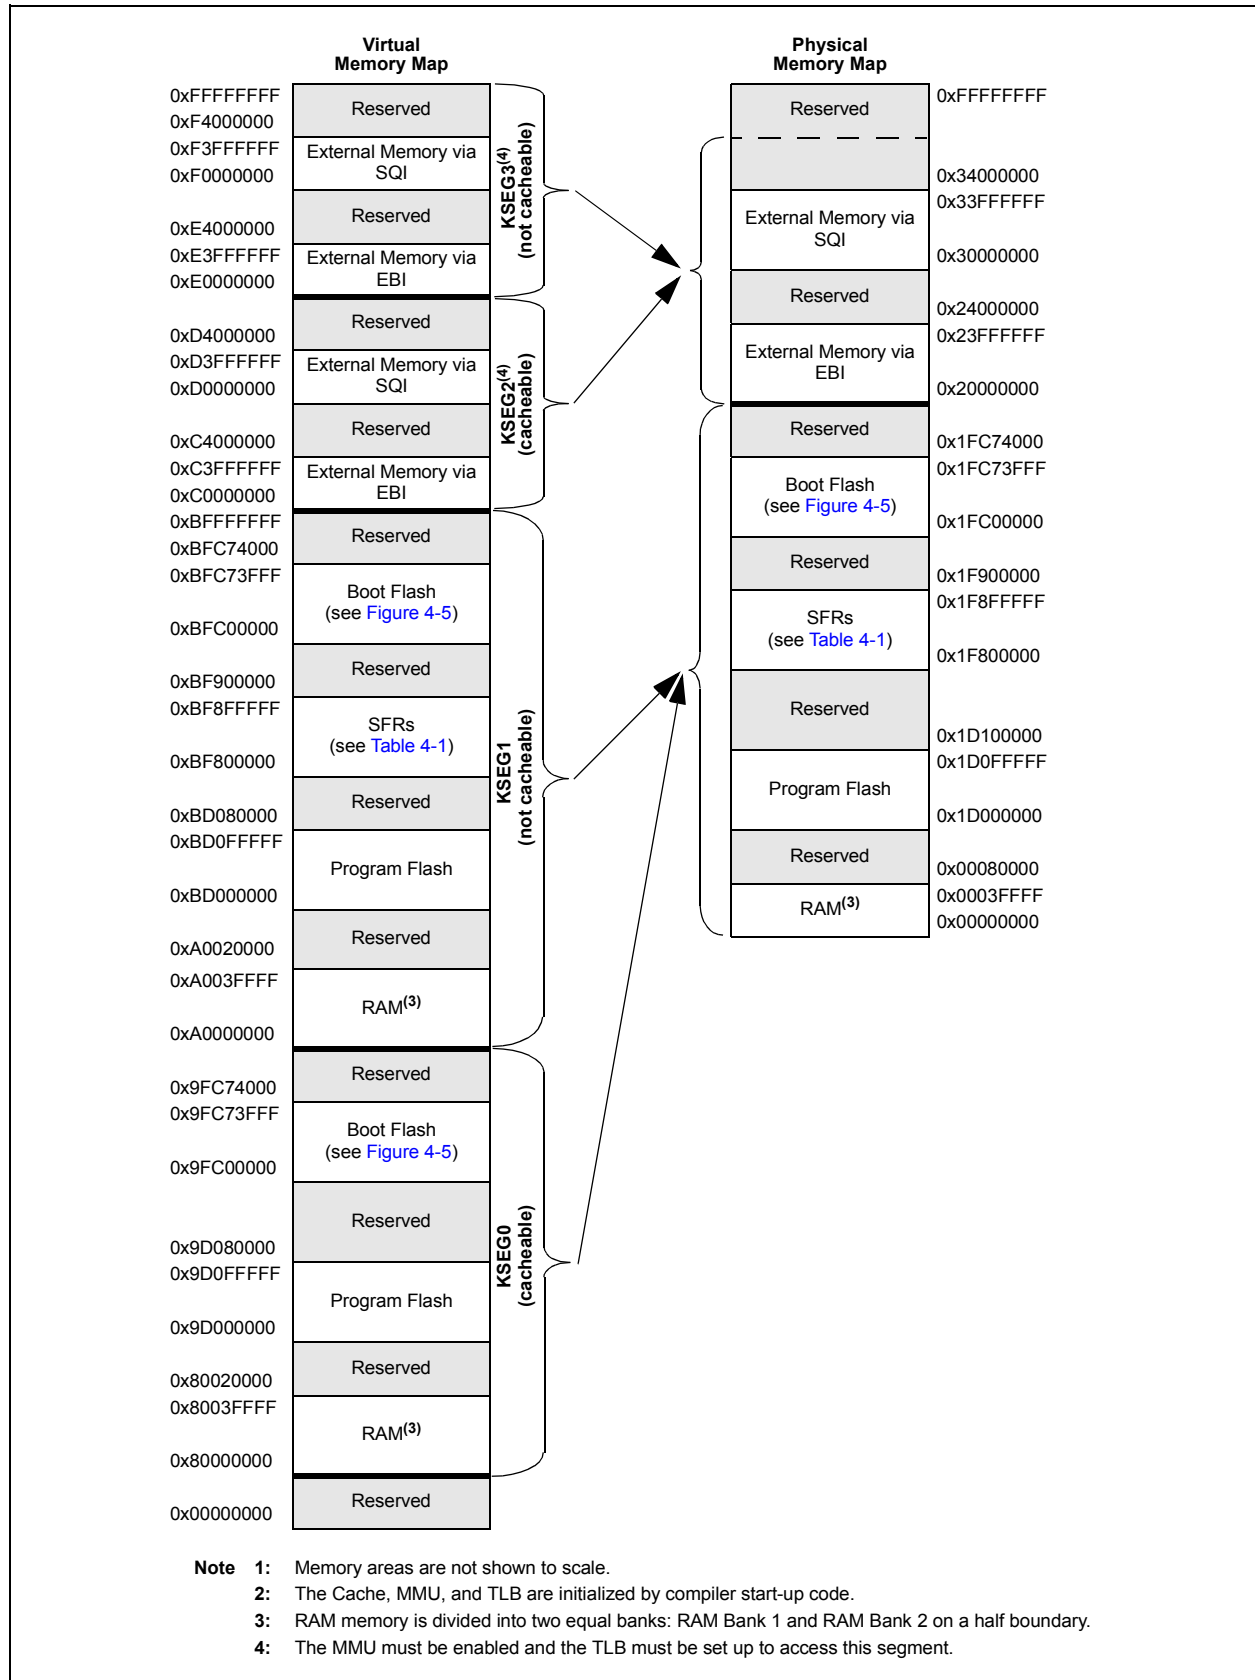 Virtual
Memory Map
0xFFFFFFFF
0xF4000000
0xF3FFFFFF
0xF0000000
0xE4000000
0xE3FFFFFF
0xE0000000
0xD4000000
0xD3FFFFFF
0xD0000000
0xC4000000
0xC3FFFFFF
0xC0000000
0xBFFFFFFF
0xBFC74000
0xBFC73FFF
0xBFC00000
0xBF900000
0xBF8FFFFF
0xBF800000
0xBD080000
0xBD0FFFFF
0xBD000000
0xA0020000
0xA003FFFF
0xA0000000
0x9FC74000
0x9FC73FFF
0x9FC00000
0x9D080000
0x9D0FFFFF
0x9D000000
0x80020000
0x8003FFFF
0x80000000
0x00000000
Reserved
External Memory via
SQI
Reserved
External Memory via
EBI
Reserved
External Memory via
SQI
Reserved
External Memory via
EBI
Reserved
Boot Flash
(see Figure 4-5)
Reserved
SFRs
(see Table 4-1)
Reserved
Program Flash
Reserved
RAM(3)
Reserved
Boot Flash
(see Figure 4-5)
Reserved
Program Flash
Reserved
RAM(3)
Reserved
KSEG3(4)
(not cacheable)
KSEG2(4)
(cacheable)
KSEG1
(not cacheable)
KSEG0
(cacheable)
Physical
Memory Map
Reserved
External Memory via
SQI
Reserved
External Memory via
EBI
Reserved
Boot Flash
(see Figure 4-5)
Reserved
SFRs
(see Table 4-1)
Reserved
Program Flash
Reserved
RAM(3)
0xFFFFFFFF
0x34000000
0x33FFFFFF
0x30000000
0x24000000
0x23FFFFFF
0x20000000
0x1FC74000
0x1FC73FFF
0x1FC00000
0x1F900000
0x1F8FFFFF
0x1F800000
0x1D100000
0x1D0FFFFF
0x1D000000
0x00080000
0x0003FFFF
0x00000000
Note 1: Memory areas are not shown to scale.
2: The Cache, MMU, and TLB are initialized by compiler start-up code.
3: RAM memory is divided into two equal banks: RAM Bank 1 and RAM Bank 2 on a half boundary.
4: The MMU must be enabled and the TLB must be set up to access this segment.